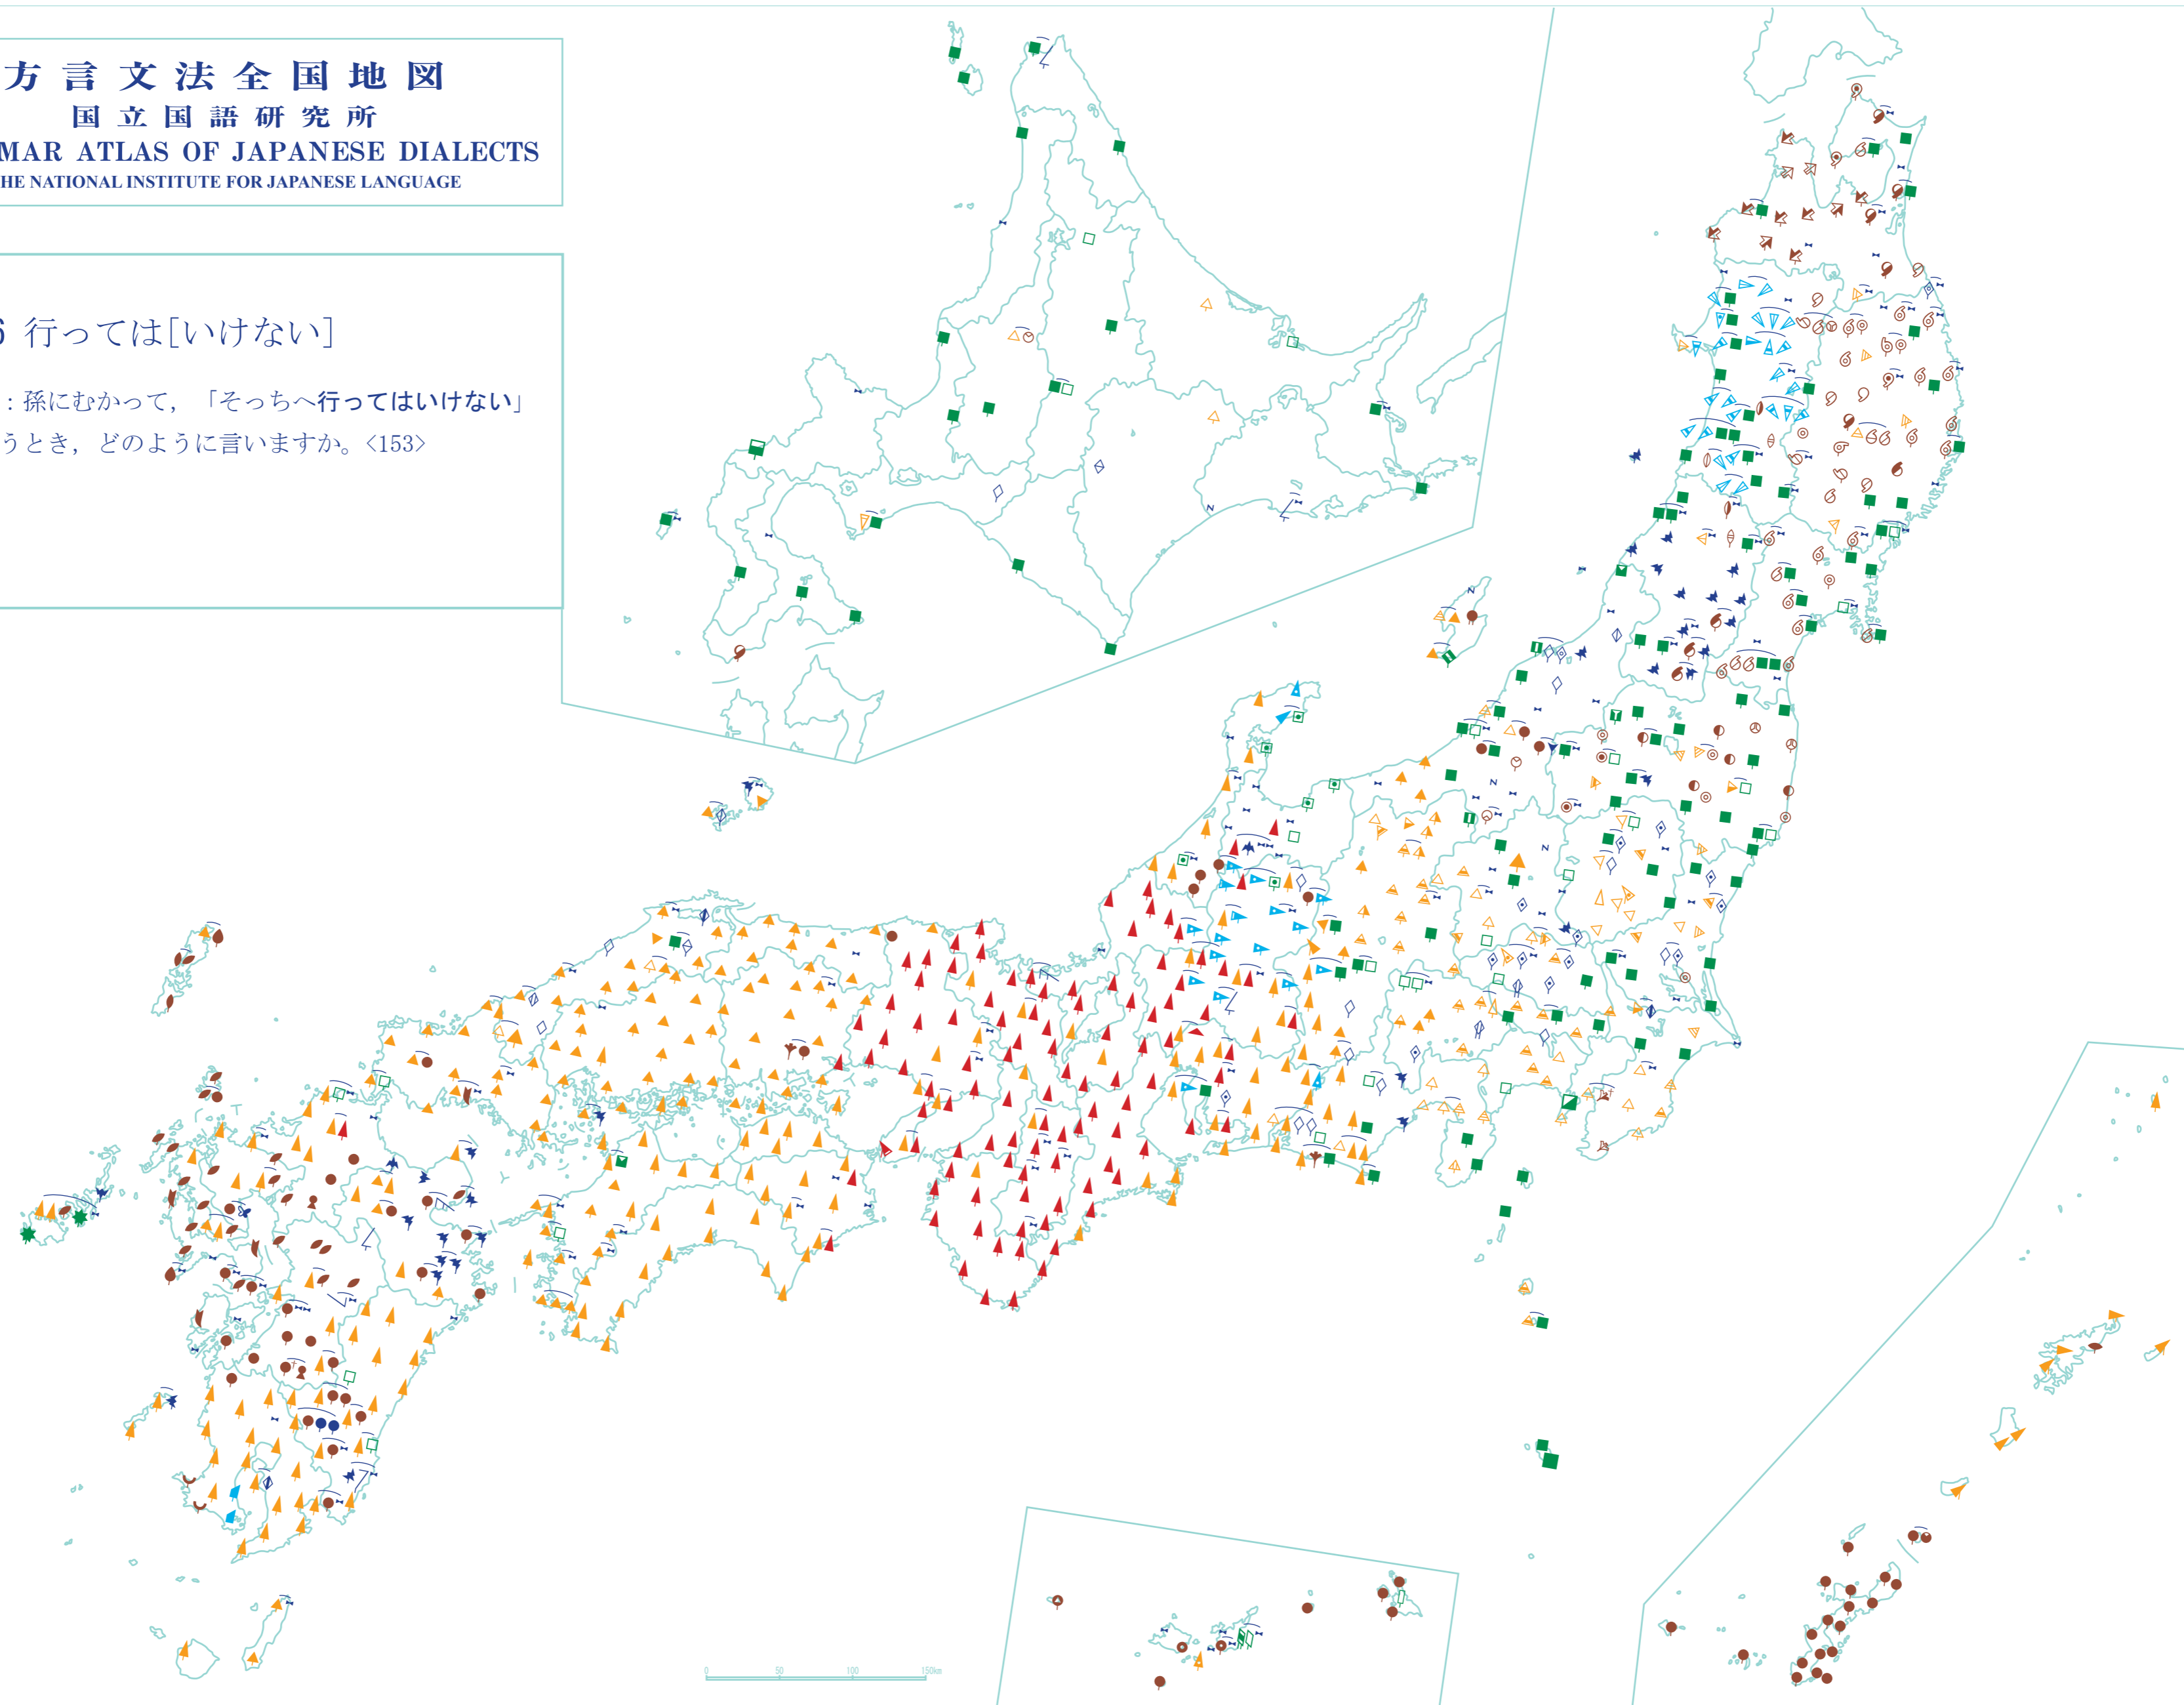 方言文法全国地図
国立国語研究所
MAR ATLAS OF JAPANESE DIALECTS
HE NATIONAL INSTITUTE FOR JAPANESE LANGUAGE
6 行っては[いけない]
：孫にむかって，「そっちへ行ってはいけない」
うとき，どのように言いますか。〈153〉
0 50 100 150km